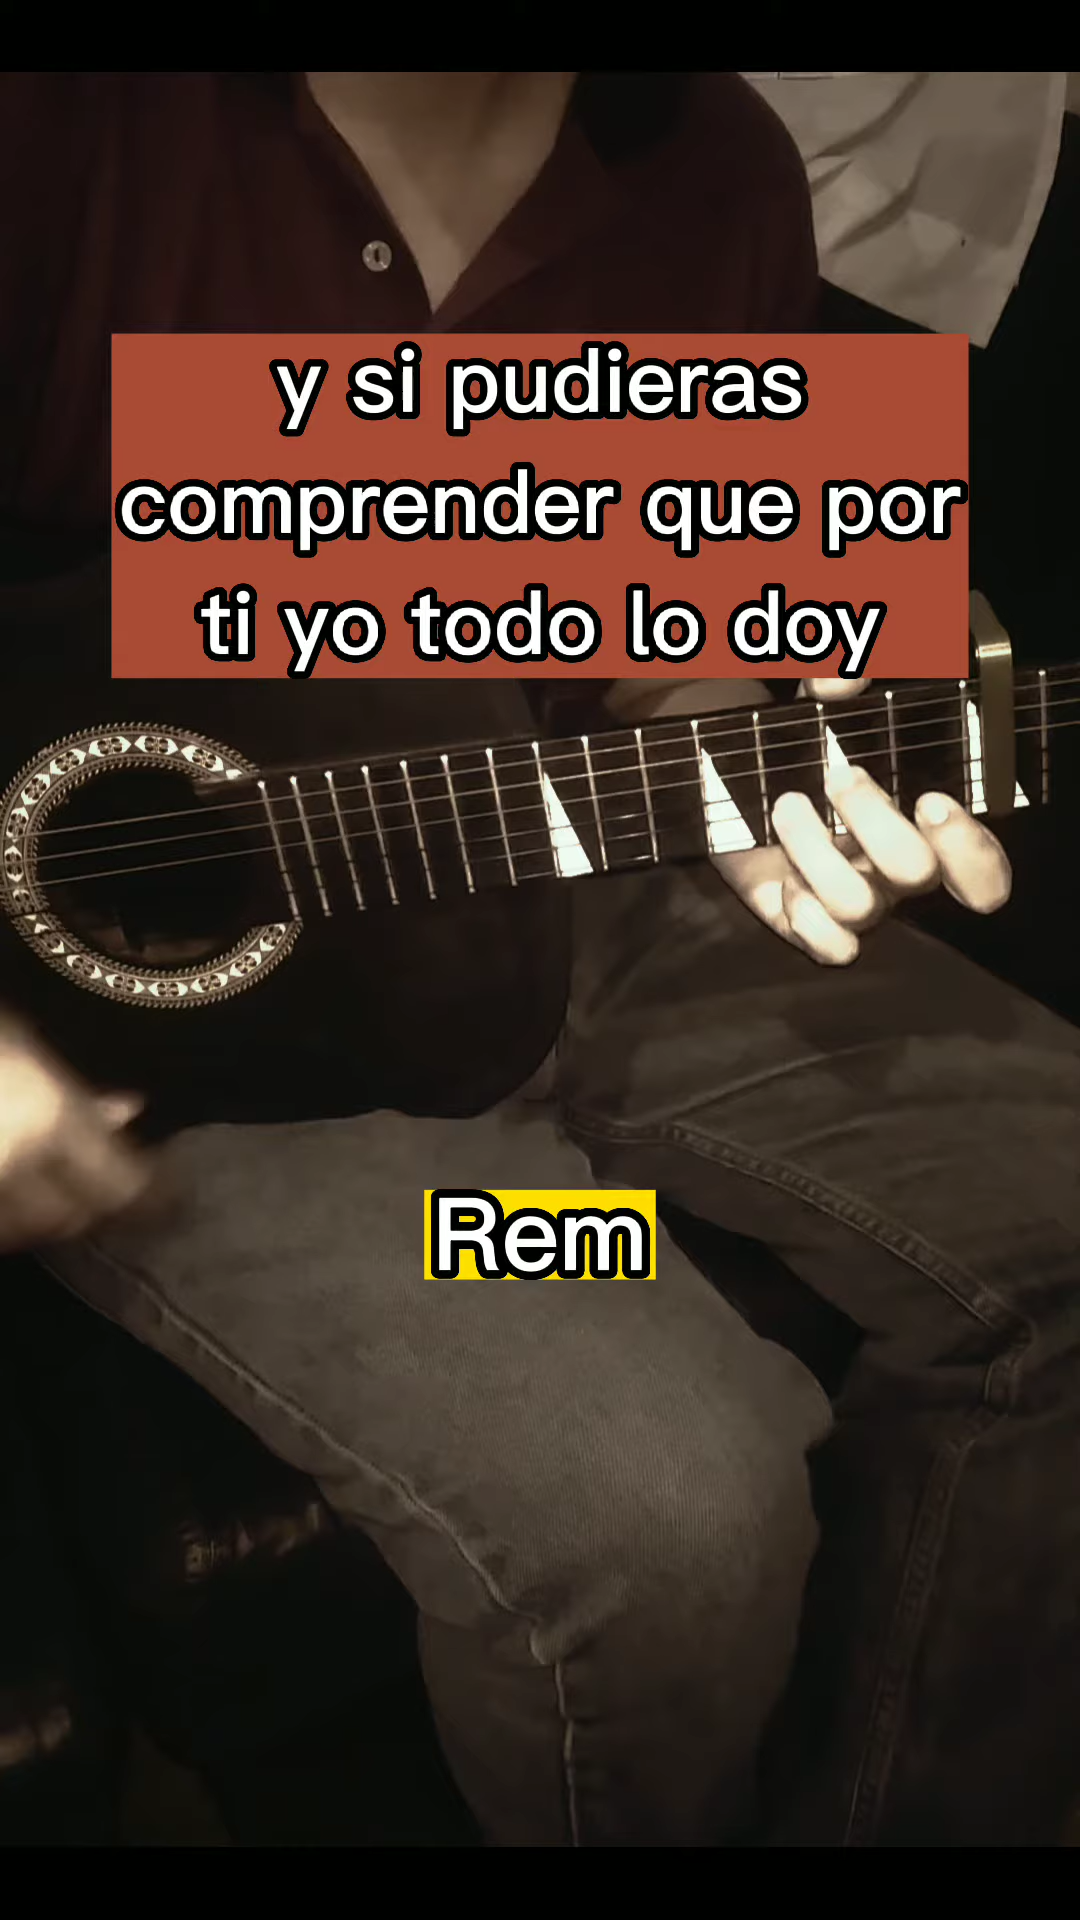 y si pudieras
comprender que por
ti yo todo lo doy
Rem